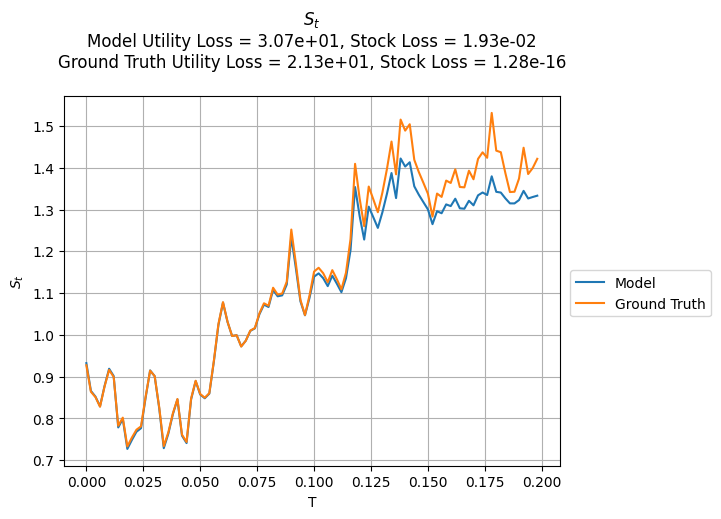 S_t
Model Utility Loss = 3.07e+01, Stock Loss = 1.93e-02
Ground Truth Utility Loss = 2.13e+01, Stock Loss = 1.28e-16
1.5
1.4
1.3
1.2
1.1
1.0
0.9
0.8
0.7
S_t
0.000 0.025 0.050 0.075 0.100 0.125 0.150 0.175 0.200
T
Model
Ground Truth